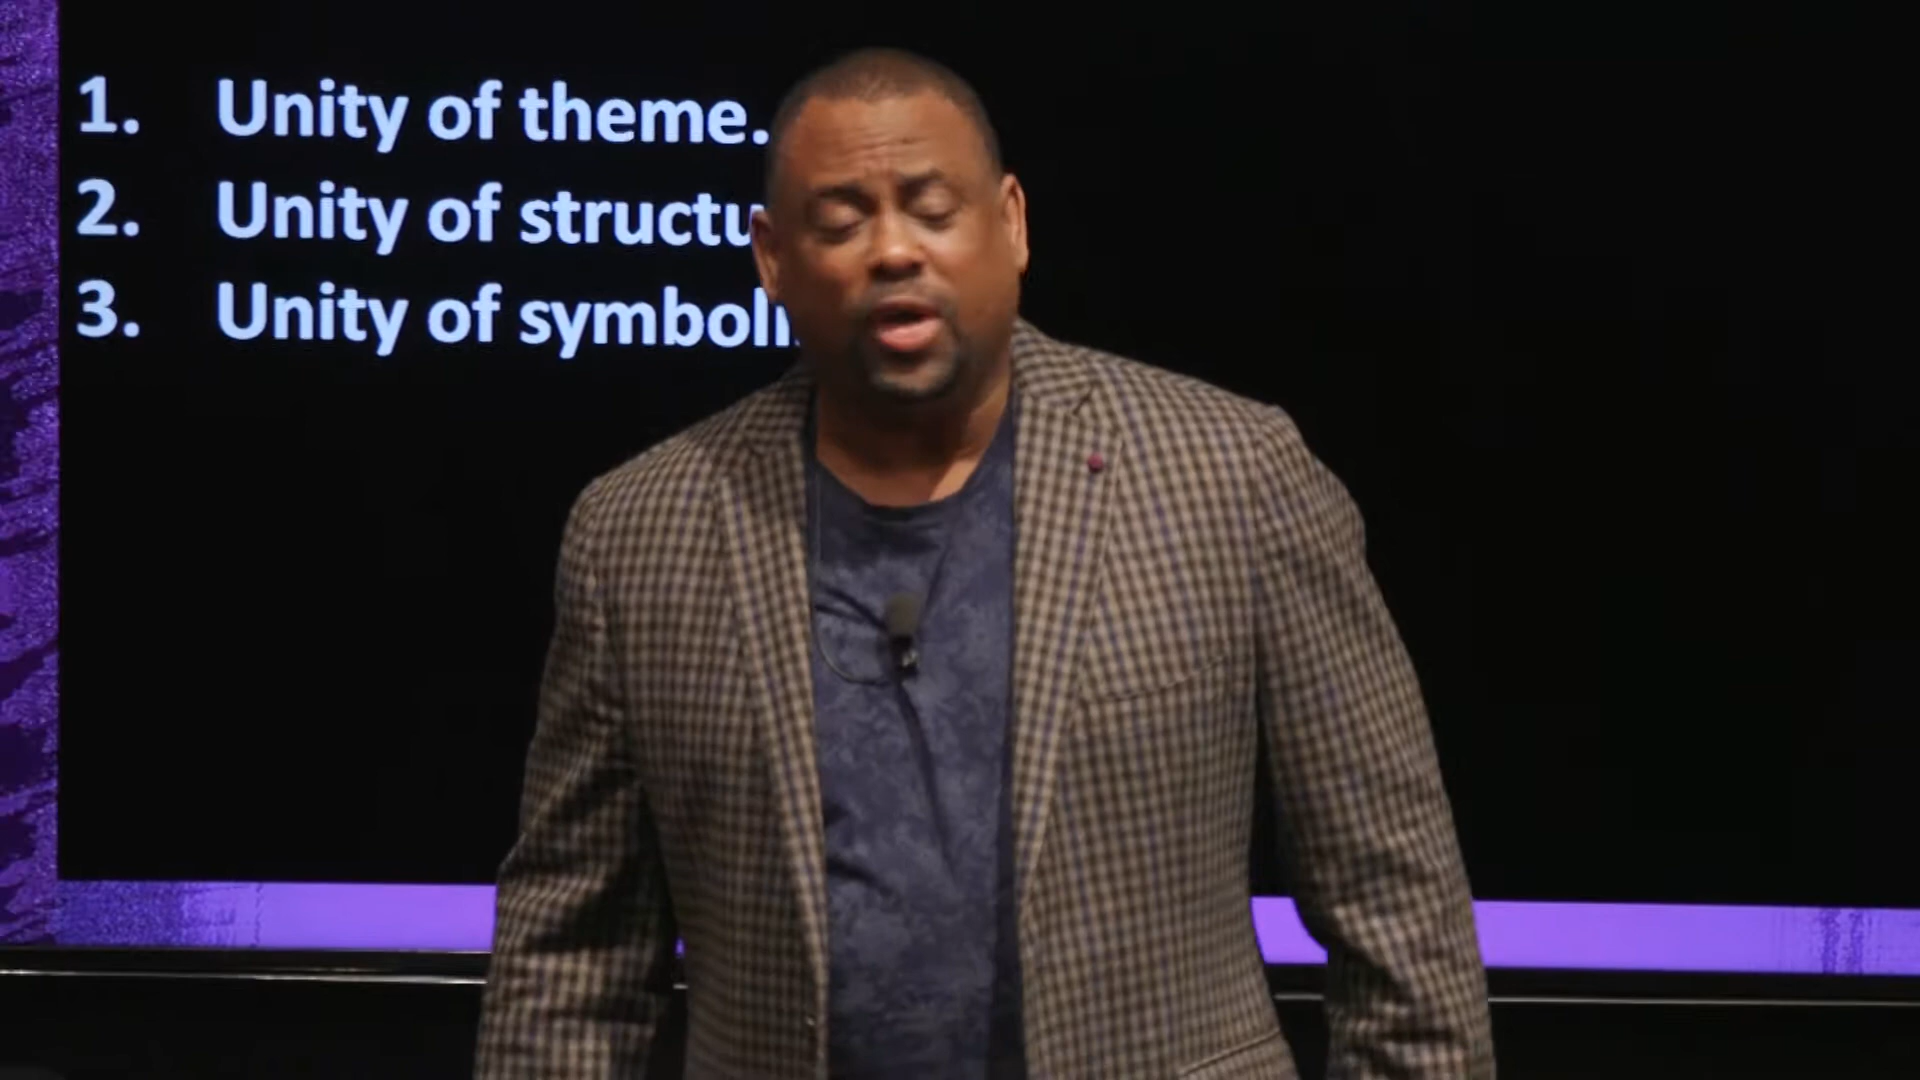 1. Unity of theme.
2. Unity of structu
3. Unity of symboli